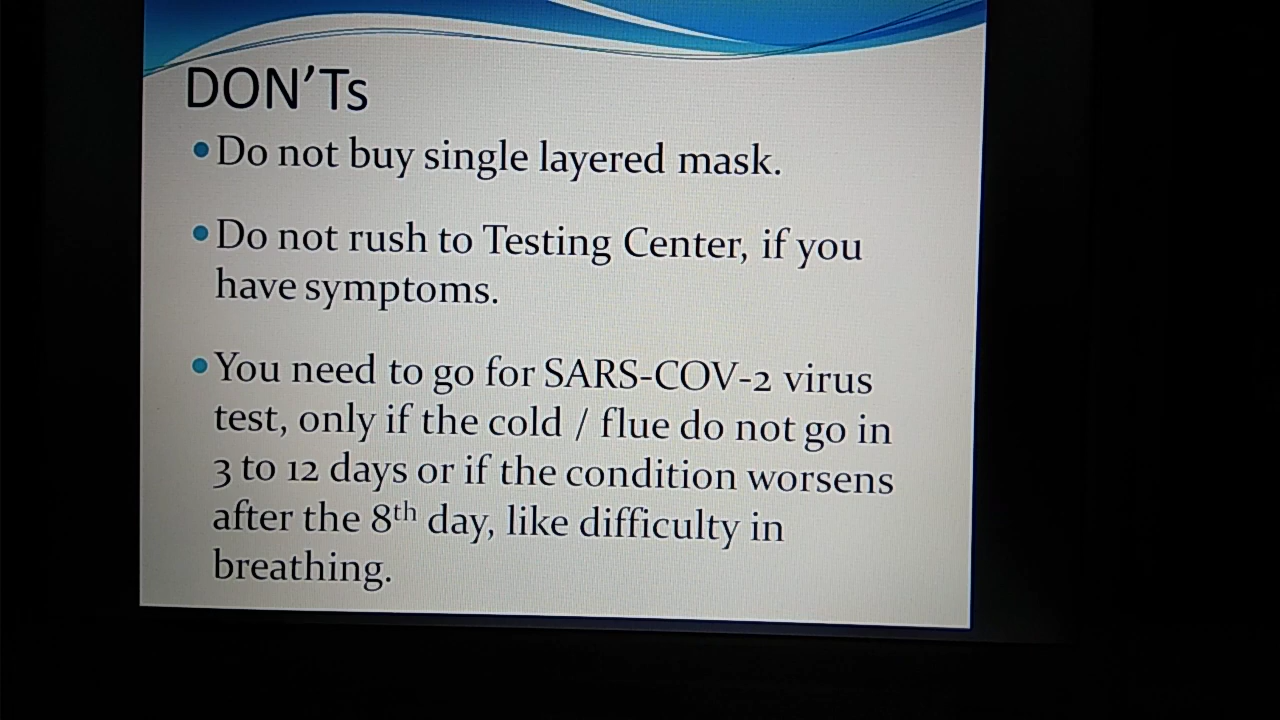 DON'Ts
•Do not buy single layered mask.
•Do not rush to Testing Center, if you
have symptoms.
•You need to go for SARS-COV-2 virus
test, only if the cold / flue do not go in
3 to 12 days or if the condition worsens
after the 8th day, like difficulty in
breathing.